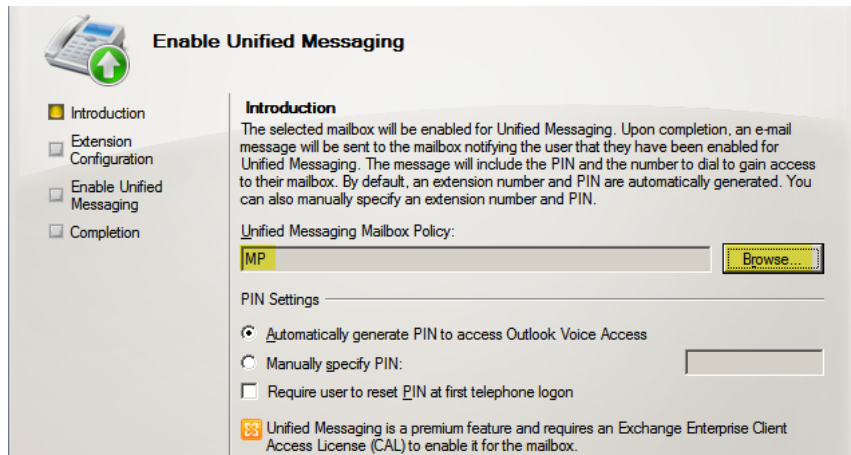 Enable Unified Messaging
Introduction
Extension
Configuration
Enable Unified
Messaging
Completion
Introduction
The selected mailbox will be enabled for Unified Messaging. Upon completion, an e-mail
message will be sent to the mailbox notifying the user that they have been enabled for
Unified Messaging. The message will include the PIN and the number to dial to gain access
to their mailbox. By default, an extension number and PIN are automatically generated. You
can also manually specify an extension number and PIN.
Unified Messaging Mailbox Policy:
MP
Browse...
PIN Settings
Automatically generate PIN to access Outlook Voice Access
Manually specify PIN:
Require user to reset PIN at first telephone logon
Unified Messaging is a premium feature and requires an Exchange Enterprise Client
Access License (CAL) to enable it for the mailbox.